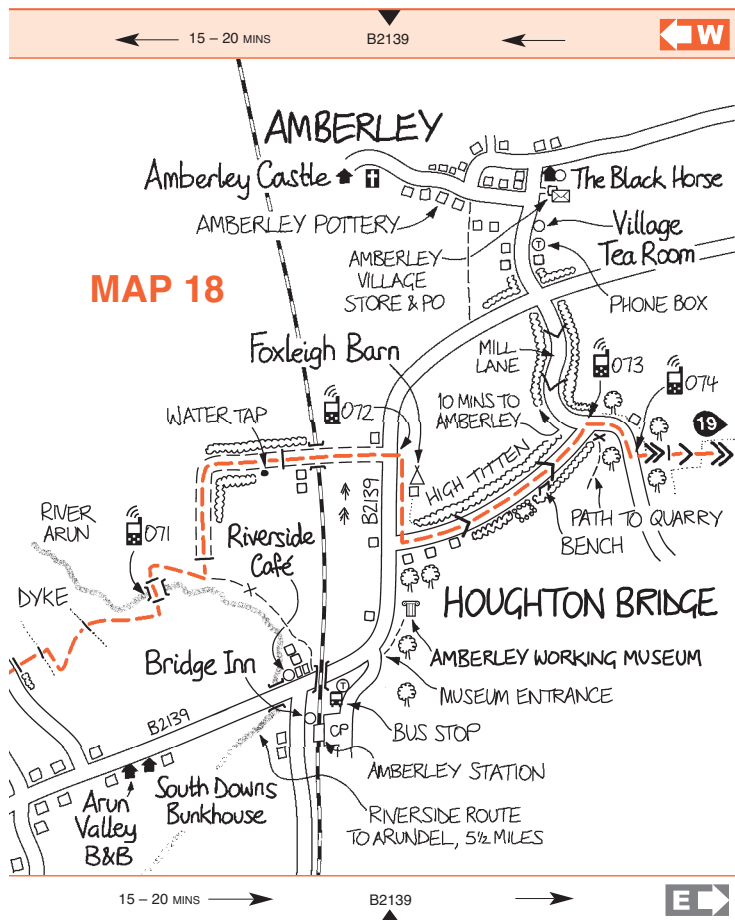 15 – 20 MINS
B2139
W
AMBERLEY
Amberley Castle
The Black Horse
AMBERLEY POTTERY
Village
Tea Room
AMBERLEY
VILLAGE
STORE & PO
T
MAP 18
PHONE BOX
Foxleigh Barn
MILL
LANE
073
074
10 MINS TO
AMBERLEY
WATER TAP
072
19
HIGH TITTEN
B2139
PATH TO QUARRY
BENCH
RIVER
ARUN
071
Riverside
Café
DYKE
HOUGHTON BRIDGE
Bridge Inn
AMBERLEY WORKING MUSEUM
MUSEUM ENTRANCE
T
B2139
CP
BUS STOP
AMBERLEY STATION
Arun
Valley
B&B
South Downs
Bunkhouse
RIVERSIDE ROUTE
TO ARUNDEL, 5½ MILES
15 – 20 MINS
B2139
E